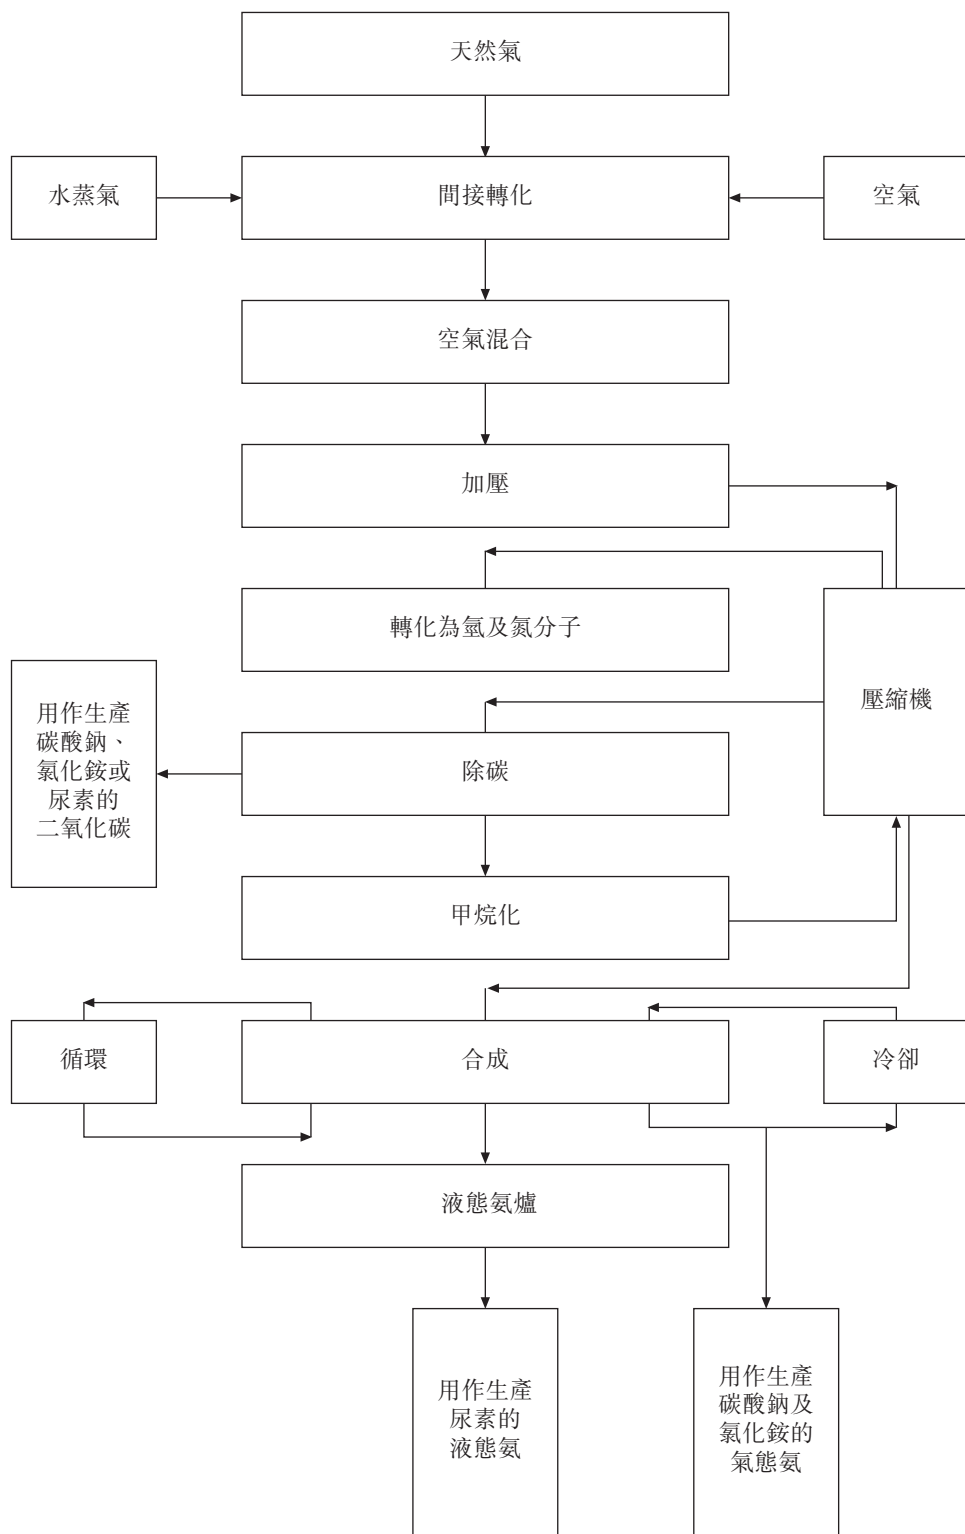 天然氣
水蒸氣
間接轉化
空氣
空氣混合
加壓
轉化為氫及氮分子
壓縮機
用作生產
碳酸鈉、
氯化銨或
尿素的
二氧化碳
除碳
甲烷化
循環
合成
冷卻
液態氨爐
用作生產
尿素的
液態氨
用作生產
碳酸鈉及
氯化銨的
氣態氨